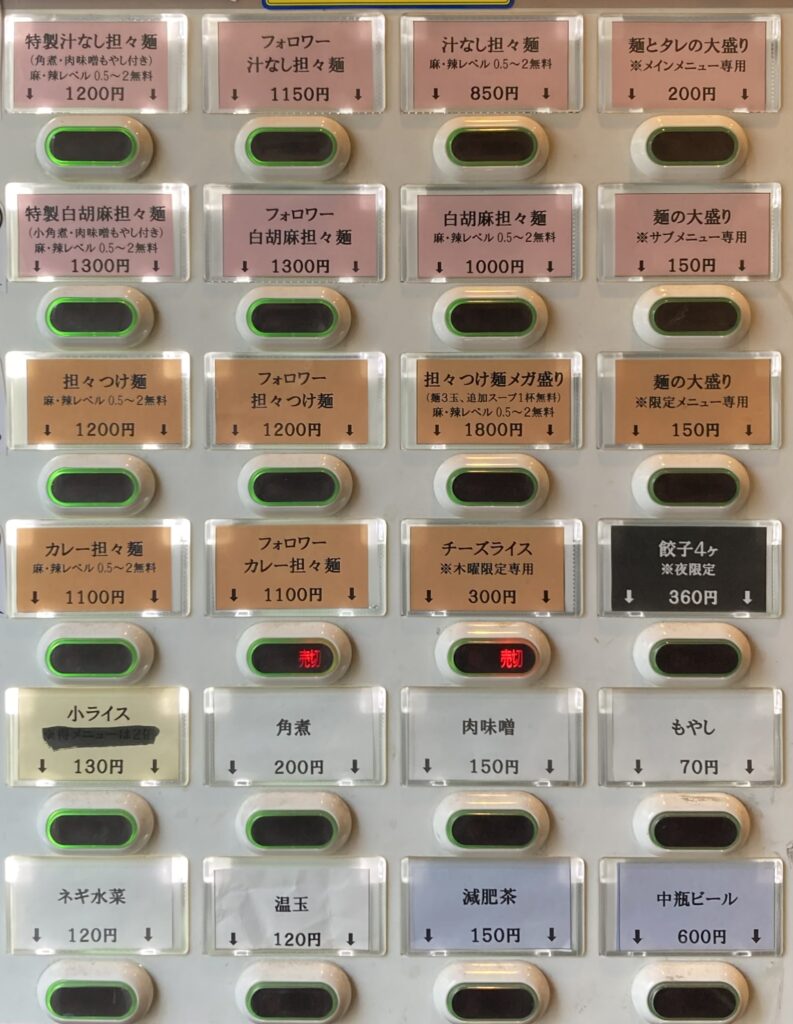 特製汁なし担々麺
(角煮・肉味噌もやし付き)
麻・辣レベル 0.5～2無料
↓ 1200円 ↓
フォロワー
汁なし担々麺
↓ 1150円 ↓
汁なし担々麺
麻・辣レベル 0.5～2無料
↓ 850円 ↓
麺とタレの大盛り
※メインメニュー専用
↓ 200円 ↓
特製白胡麻担々麺
(小角煮・肉味噌もやし付き)
麻・辣レベル 0.5～2無料
↓ 1300円 ↓
フォロワー
白胡麻担々麺
↓ 1300円 ↓
白胡麻担々麺
麻・辣レベル 0.5～2無料
↓ 1000円 ↓
麺の大盛り
※サブメニュー専用
↓ 150円 ↓
担々つけ麺
麻・辣レベル 0.5～2無料
↓ 1200円 ↓
フォロワー
担々つけ麺
↓ 1200円 ↓
担々つけ麺メガ盛り
(麺3玉、追加スープ1杯無料)
麻・辣レベル 0.5～2無料
↓ 1800円 ↓
麺の大盛り
※限定メニュー専用
↓ 150円 ↓
カレー担々麺
麻・辣レベル 0.5～2無料
↓ 1100円 ↓
フォロワー
カレー担々麺
↓ 1100円 ↓
チーズライス
※木曜限定専用
↓ 300円 ↓
餃子4ヶ
※夜限定
↓ 360円 ↓
売切
売切
小ライス
↓ 130円 ↓
角煮
↓ 200円 ↓
肉味噌
↓ 150円 ↓
もやし
↓ 70円 ↓
ネギ水菜
↓ 120円 ↓
温玉
↓ 120円 ↓
減肥茶
↓ 150円 ↓
中瓶ビール
↓ 600円 ↓